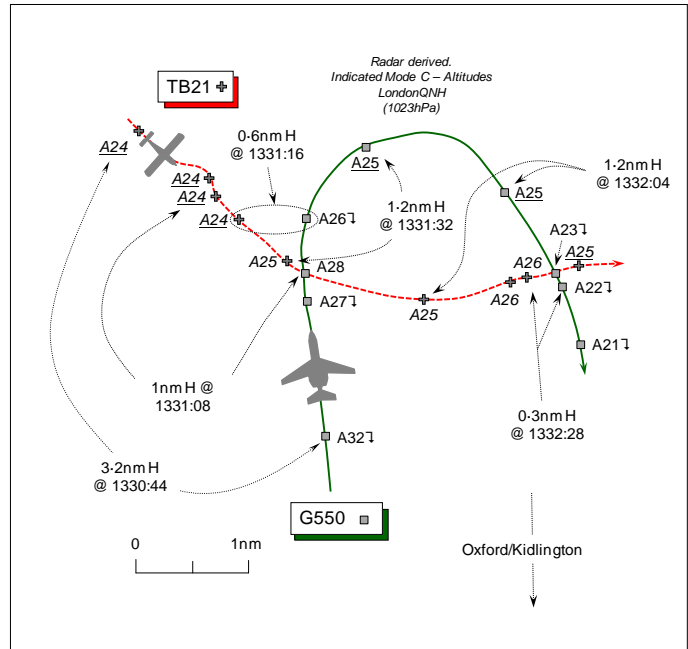 Radar derived.
Indicated Mode C – Altitudes
LondonQNH
(1023hPa)
TB21
A24
0·6nm H
@ 1331:16
A24
A24
A24
A25
1·2nm H
@ 1332:04
A25
1·2nm H
@ 1331:32
A26↴
A23↴
A25
A28
A25
A26
A25
A26
A22↴
A27↴
A21↴
1nm H @
1331:08
0·3nm H
@ 1332:28
A32↴
3·2nm H
@ 1330:44
G550
0
1nm
Oxford/Kidlington